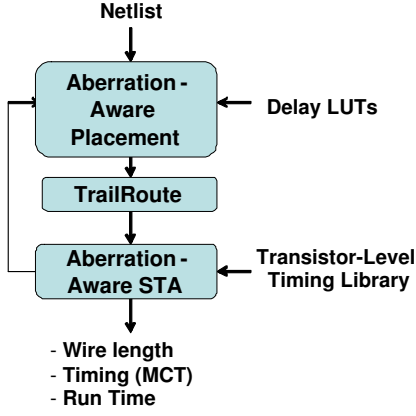 Netlist
Aberration -
Aware
Placement
Delay LUTs
TrailRoute
Aberration -
Aware STA
Transistor-Level
Timing Library
- Wire length
- Timing (MCT)
- Run Time